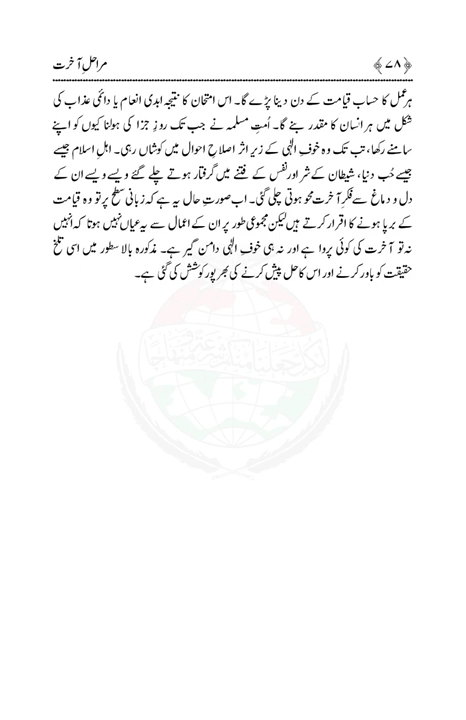 ﴿۷۸﴾ مراحلِ آخرت
ہر عمل کا حساب قیامت کے دن دینا پڑے گا۔ اس امتحان کا نتیجہ ابدی انعام یا دائمی عذاب کی
شکل میں ہر انسان کا مقدر بنے گا۔ اُمتِ مسلمہ نے جب تک روزِ جزا کی ہولناکیوں کو اپنے
سامنے رکھا، تب تک وہ خوفِ الٰہی کے زیرِ اثر اصلاحِ احوال میں کوشاں رہی۔ اہلِ اسلام جیسے
جیسے حُبِ دنیا، شیطان کے شر اور نفس کے فتنے میں گرفتار ہوتے چلے گئے ویسے ویسے ان کے
دل و دماغ سے فکرِ آخرت محو ہوتی چلی گئی۔ اب صورتِ حال یہ ہے کہ زبانی سطح پر تو وہ قیامت
کے برپا ہونے کا اقرار کرتے ہیں لیکن مجموعی طور پر ان کے اعمال سے یہ عیاں نہیں ہوتا کہ انہیں
نہ تو آخرت کی کوئی پروا ہے اور نہ ہی خوفِ الٰہی دامن گیر ہے۔ مذکورہ بالا سطور میں اسی تلخ
حقیقت کو باور کرنے اور اس کا حل پیش کرنے کی بھرپور کوشش کی گئی ہے۔
لكل جعلنا منكم شرعة ومنهاجا